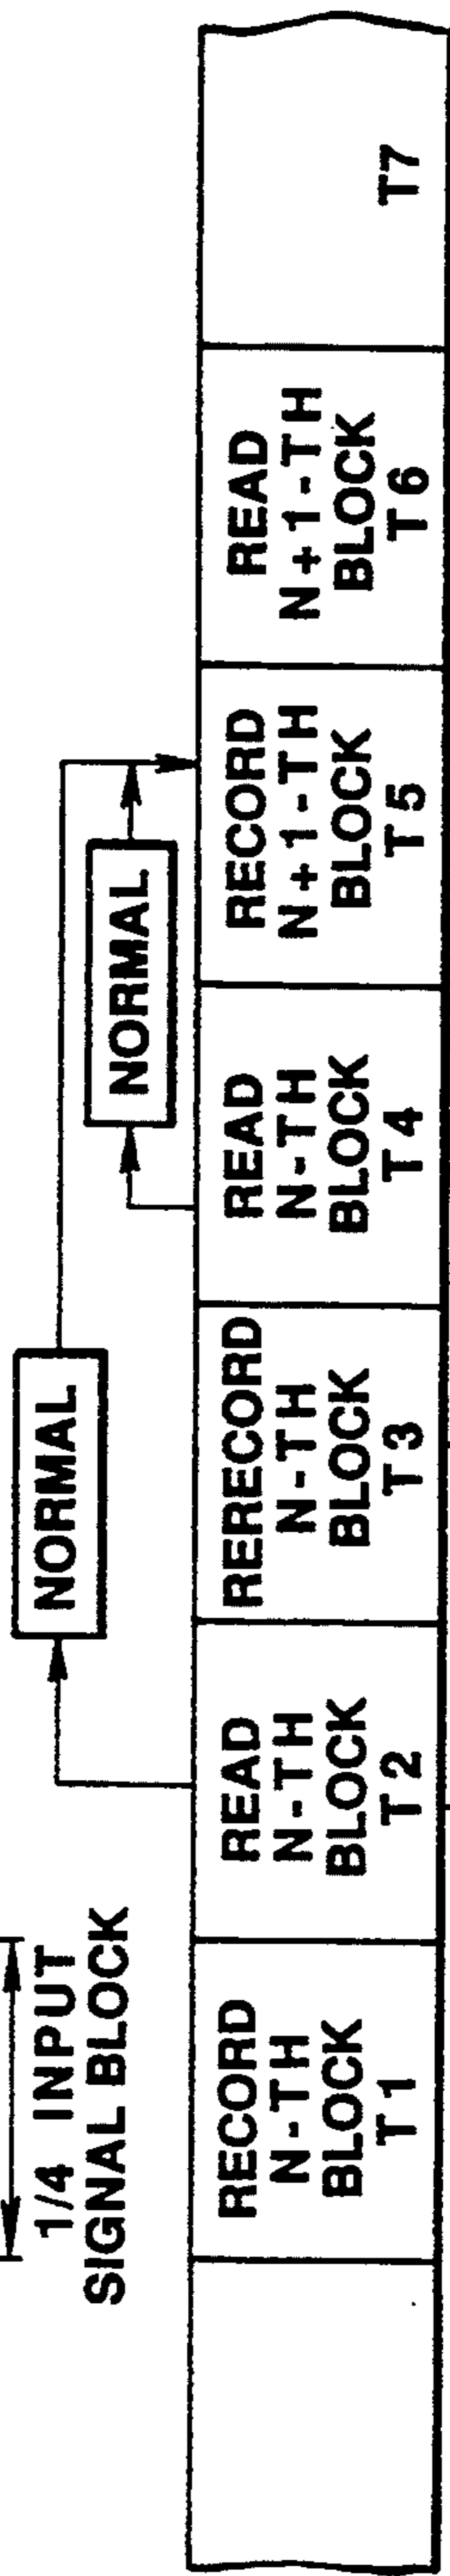 1/4 INPUT
SIGNAL BLOCK
NORMAL
NORMAL
RECORD
N-TH
BLOCK
T1
READ
N-TH
BLOCK
T2
RERECORD
N-TH
BLOCK
T3
READ
N-TH
BLOCK
T4
RECORD
N+1-TH
BLOCK
T5
READ
N+1-TH
BLOCK
T6
T7